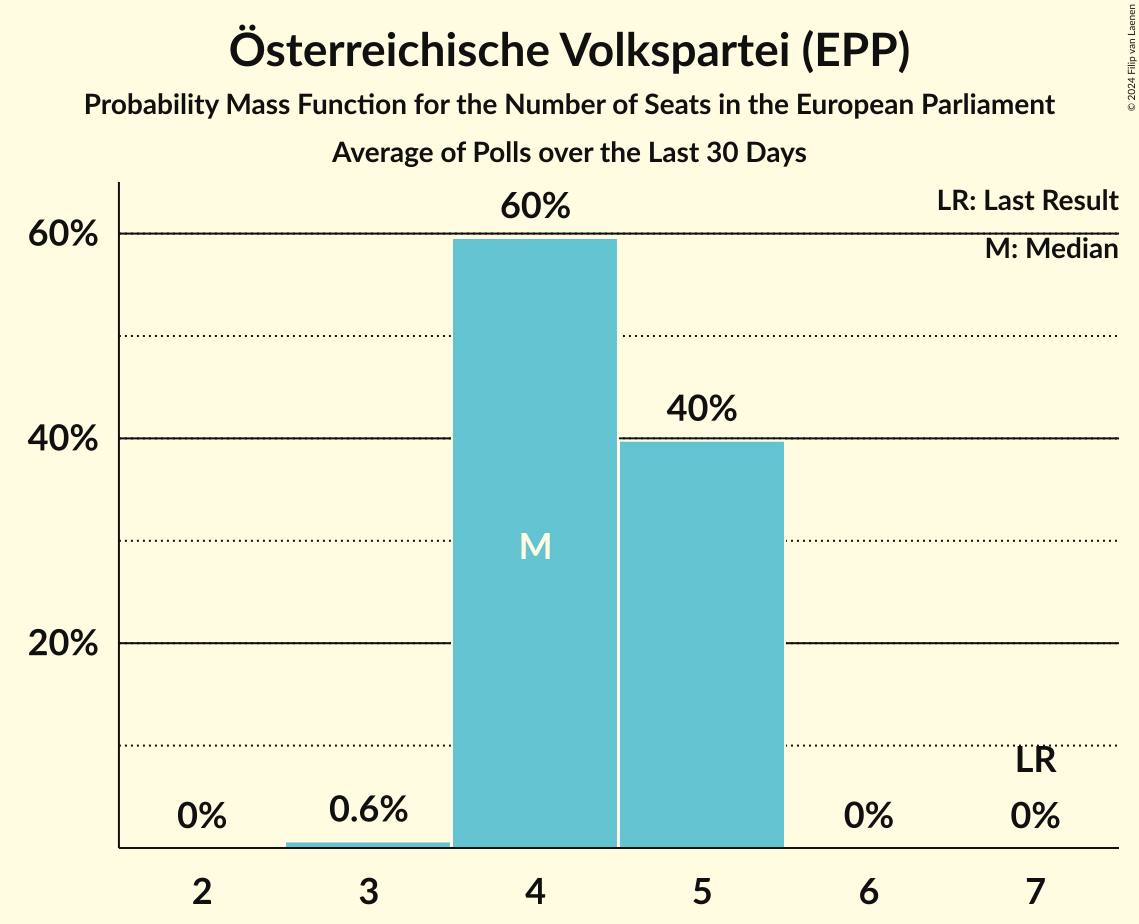 Österreichische Volkspartei (EPP)
Probability Mass Function for the Number of Seats in the European Parliament
Average of Polls over the Last 30 Days
© 2024 Filip van Laenen
LR: Last Result
M: Median
60%
40%
20%
0%
0.6%
60%
M
40%
0%
LR
0%
2
3
4
5
6
7